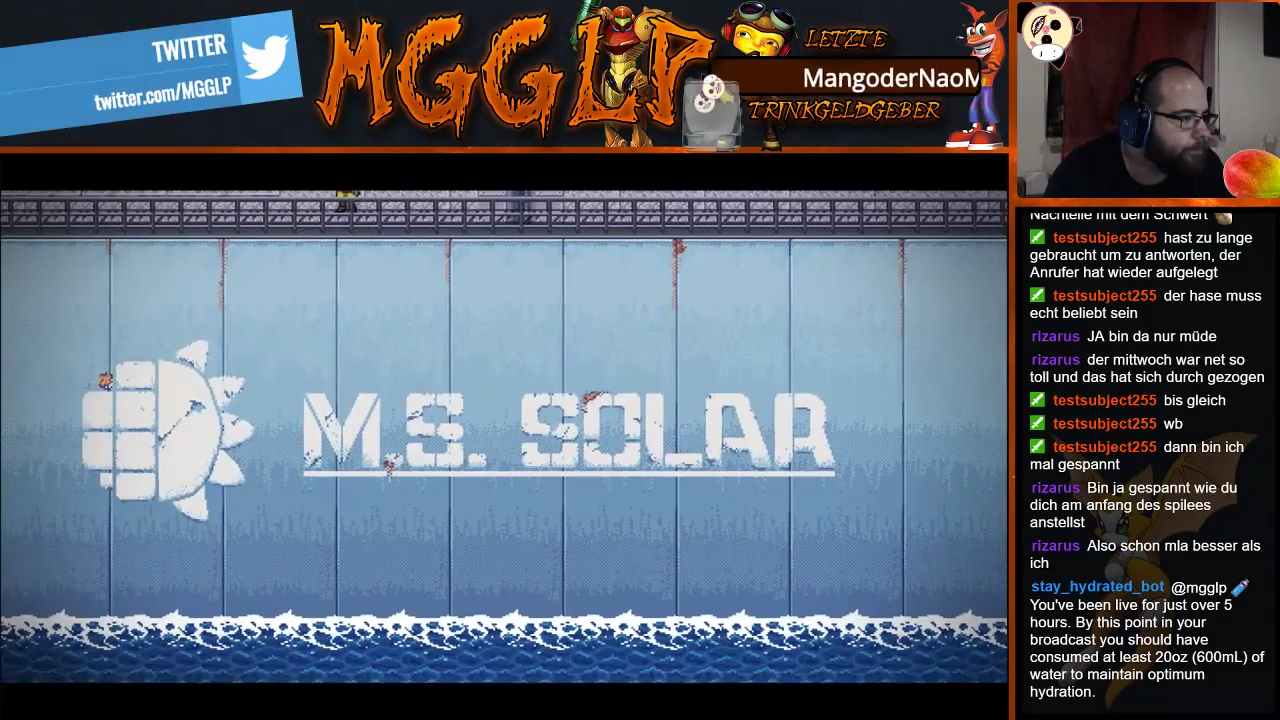 TWITTER
twitter.com/MGGLP
MGGLP
LETZTE
MangoderNaoM
TRINKGELDGEBER
M.S. SOLAR
Nachteile mit dem Schwert
testsubject255 hast zu lange
gebraucht um zu antworten, der
Anrufer hat wieder aufgelegt
testsubject255 der hase muss
echt beliebt sein
rizarus JA bin da nur müde
rizarus der mittwoch war net so
toll und das hat sich durch gezogen
testsubject255 bis gleich
testsubject255 wb
testsubject255 dann bin ich
mal gespannt
rizarus Bin ja gespannt wie du
dich am anfang des spilees
anstellst
rizarus Also schon mla besser als
ich
stay_hydrated_bot @mgglp
You've been live for just over 5
hours. By this point in your
broadcast you should have
consumed at least 20oz (600mL) of
water to maintain optimum
hydration.